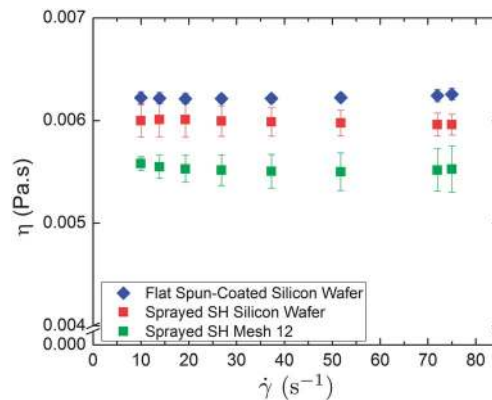 0.007
0.006
0.005
0.004
0.000
η (Pa.s)
Flat Spun-Coated Silicon Wafer
Sprayed SH Silicon Wafer
Sprayed SH Mesh 12
0 10 20 30 40 50 60 70 80
γ̇ (s⁻¹)